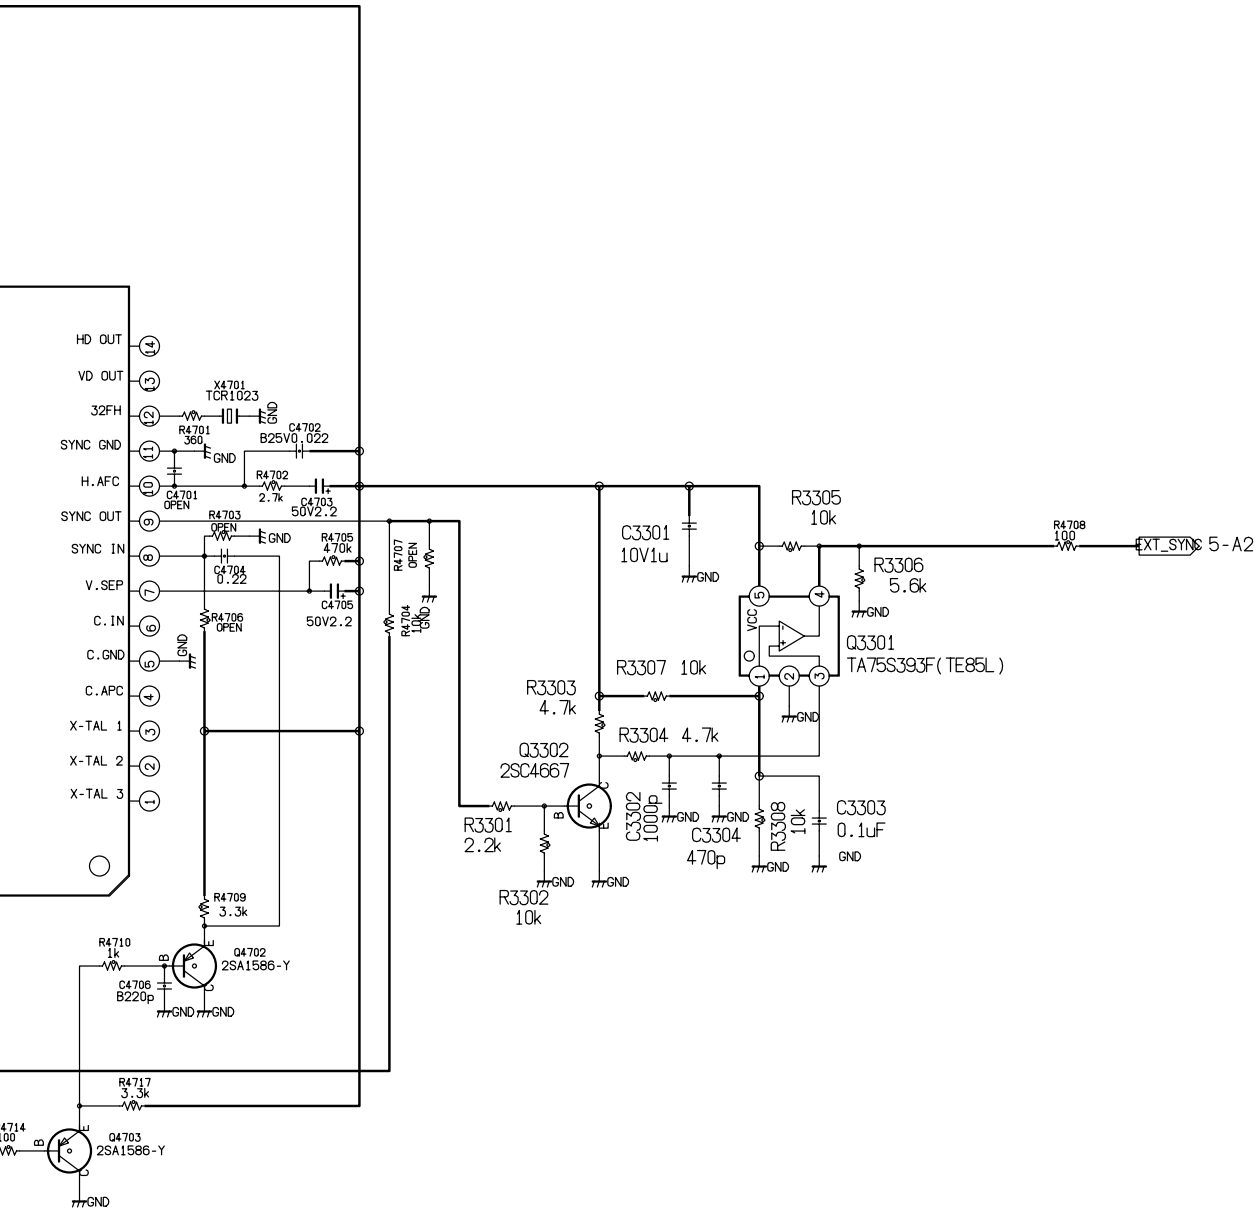 HD OUT
14
VD OUT
13
X4701
TCR1023
32FH
12
GND
R4701
360
C4702
B25V0.022
SYNC GND
11
GND
H.AFC
10
R4702
2.7k
C4701
OPEN
C4703
50V2.2
+
SYNC OUT
9
R4703
OPEN
GND
SYNC IN
8
C4704
0.22
R4705
470k
R4707
OPEN
GND
V.SEP
7
C4705
+
50V2.2
R4706
OPEN
R4704
10k
C.IN
6
C.GND
5
GND
C.APC
4
X-TAL 1
3
X-TAL 2
2
X-TAL 3
1
R3305
10k
C3301
10V1u
GND
R4708
100
EXT_SYNC 5-A2
R3306
5.6k
GND
5
4
VCC
-
+
Q3301
TA75S393F(TE85L)
1
2
3
GND
R3307 10k
R3303
4.7k
R3304 4.7k
Q3302
2SC4667
B
C
E
R3301
2.2k
R3302
10k
GND
GND
C3302
1000p
GND
C3304
470p
GND
R3308
10k
GND
C3303
0.1uF
GND
R4709
3.3k
R4710
1k
B
E
C
Q4702
2SA1586-Y
C4706
B220p
GND
GND
R4717
3.3k
4714
100
B
E
C
Q4703
2SA1586-Y
GND